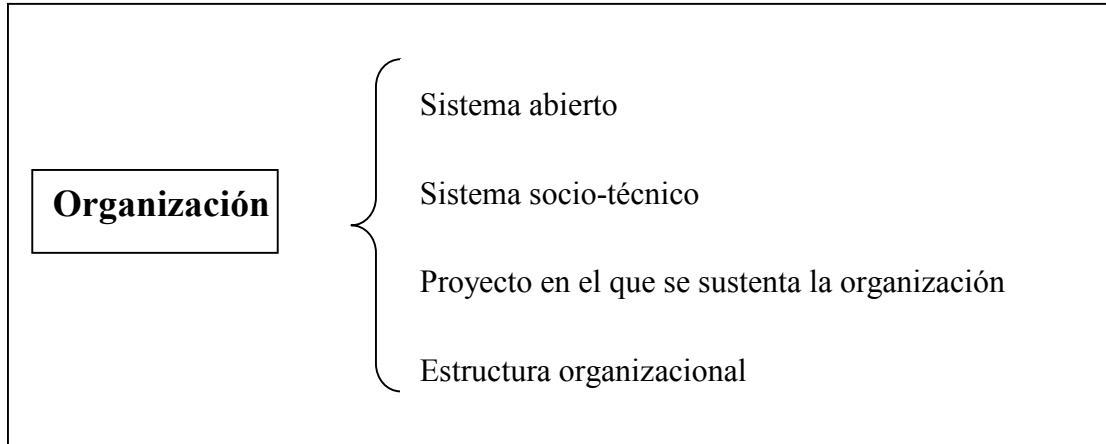 Organización
Sistema abierto
Sistema socio-técnico
Proyecto en el que se sustenta la organización
Estructura organizacional